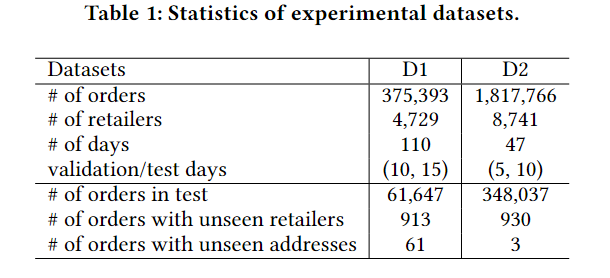 Table 1: Statistics of experimental datasets.
Datasets D1 D2
# of orders 375,393 1,817,766
# of retailers 4,729 8,741
# of days 110 47
validation/test days (10, 15) (5, 10)
# of orders in test 61,647 348,037
# of orders with unseen retailers 913 930
# of orders with unseen addresses 61 3